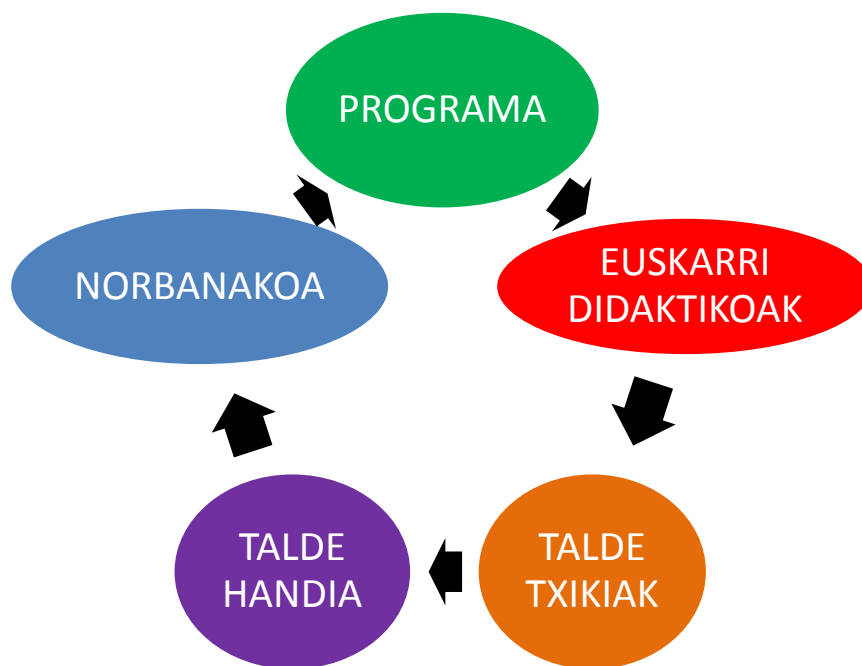 PROGRAMA
EUSKARRI
DIDAKTIKOAK
TALDE
TXIKIAK
TALDE
HANDIA
NORBANAKOA